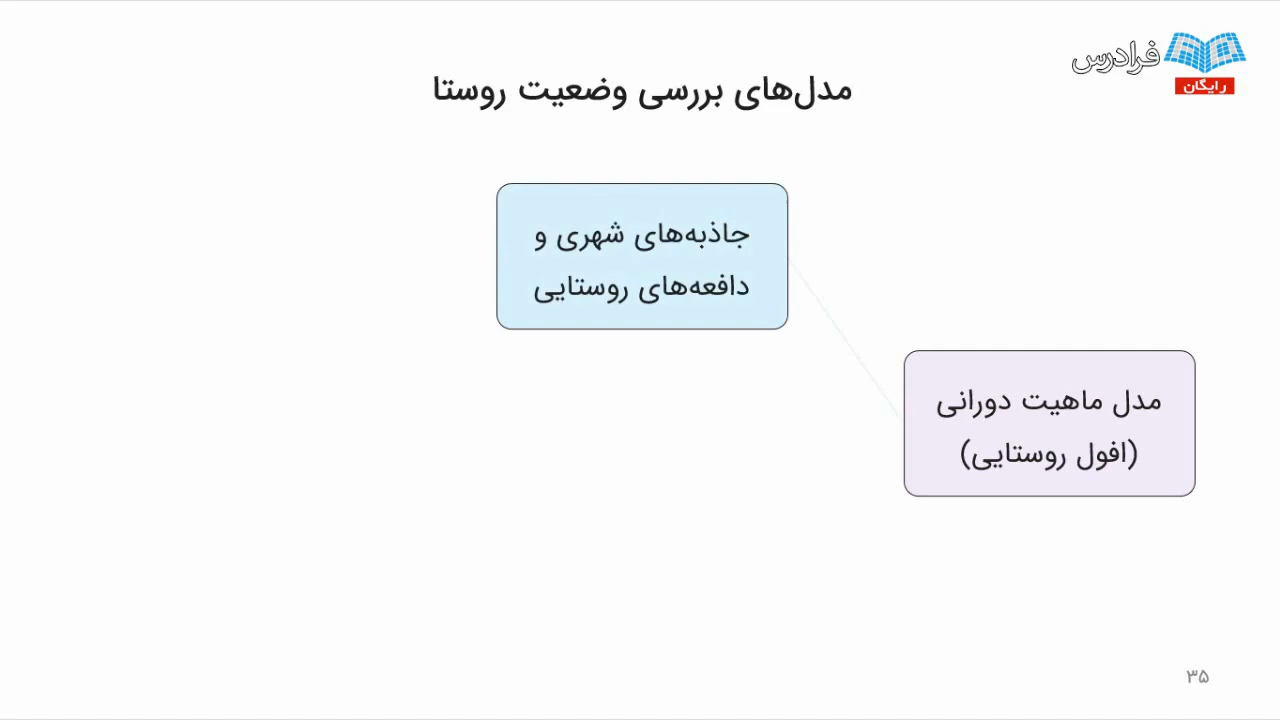 فرادرس
رایگان
مدل‌های بررسی وضعیت روستا
جاذبه‌های شهری و
دافعه‌های روستایی
مدل ماهیت دورانی
(افول روستایی)
۳۵